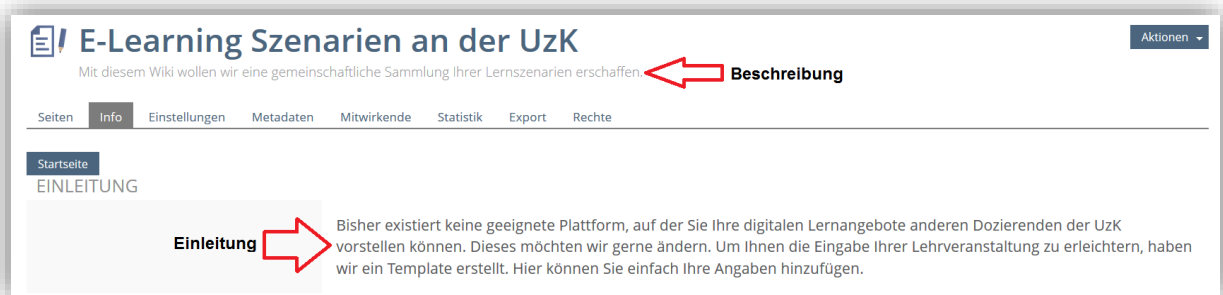 E-Learning Szenarien an der UzK
Aktionen
Mit diesem Wiki wollen wir eine gemeinschaftliche Sammlung Ihrer Lernszenarien erschaffen.
Beschreibung
Seiten Info Einstellungen Metadaten Mitwirkende Statistik Export Rechte
Startseite
EINLEITUNG
Einleitung
Bisher existiert keine geeignete Plattform, auf der Sie Ihre digitalen Lernangebote anderen Dozierenden der UzK
vorstellen können. Dieses möchten wir gerne ändern. Um Ihnen die Eingabe Ihrer Lehrveranstaltung zu erleichtern, haben
wir ein Template erstellt. Hier können Sie einfach Ihre Angaben hinzufügen.